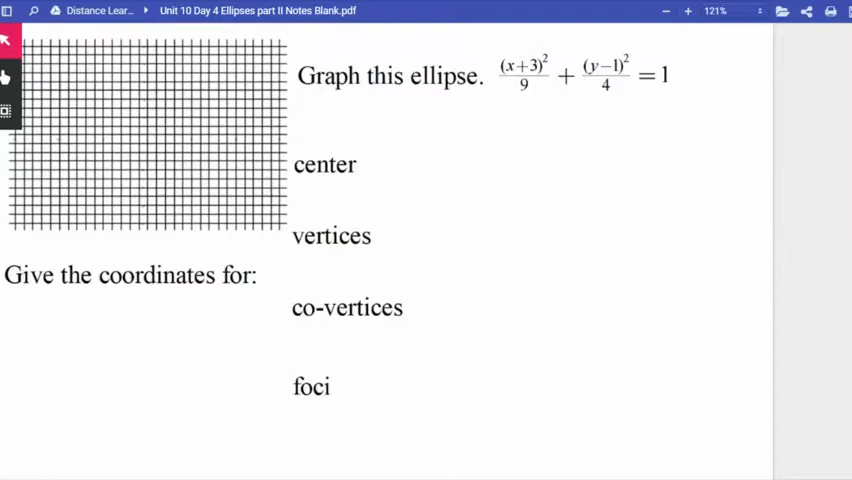 Distance Lear... Unit 10 Day 4 Ellipses part II Notes Blank.pdf 121%
Graph this ellipse. (x+3)²/9 + (y−1)²/4 = 1
center
vertices
Give the coordinates for:
co-vertices
foci